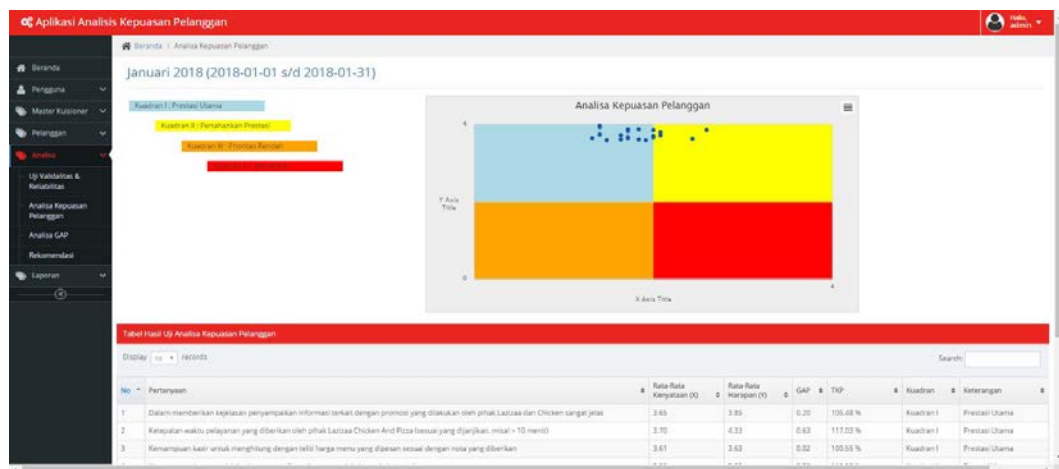 Aplikasi Analisis Kepuasan Pelanggan
Hallo,
admin
Beranda / Analisa Kepuasan Pelanggan
Beranda
Pengguna
Master Kuisioner
Pelanggan
Analisa
Uji Validalitas &
Reliabilitas
Analisa Kepuasan
Pelanggan
Analisa GAP
Rekomendasi
Laporan
Januari 2018 (2018-01-01 s/d 2018-01-31)
Kuadran I : Prestasi Utama
Kuadran II : Pertahankan Prestasi
Kuadran III : Prioritas Rendah
Analisa Kepuasan Pelanggan
4
Y Axis
Title
0
4
X Axis Title
Tabel Hasil Uji Analisa Kepuasan Pelanggan
Display 10 records
Search:
No Pertanyaan Rata-Rata Kenyataan (X) Rata-Rata Harapan (Y) GAP TKP Kuadran Keterangan
1 Dalam memberikan kejelasan penyampaikan informasi terkait dengan promosi yang dilakukan oleh pihak Lazizaa dan Chicken sangat jelas 3.65 3.85 0.20 105.48 % Kuadran I Prestasi Utama
2 Ketepatan waktu pelayanan yang diberikan oleh pihak Lazizaa Chicken And Pizza (sesuai yang dijanjikan, misal > 10 menit) 3.70 4.33 0.63 117.03 % Kuadran I Prestasi Utama
3 Kemampuan kasir untuk menghitung dengan teliti harga menu yang dipesan sesuai dengan nota yang diberikan 3.61 3.63 0.02 100.55 % Kuadran I Prestasi Utama